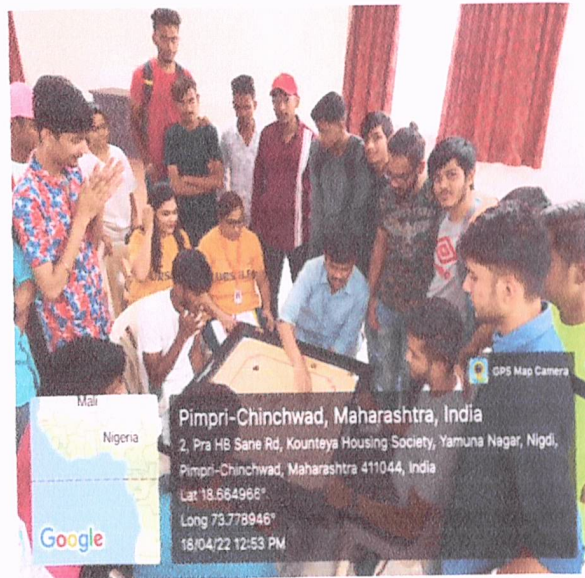 GPS Map Camera
Mali
Nigeria
Google
Pimpri-Chinchwad, Maharashtra, India
2, Pra HB Sane Rd, Kounteya Housing Society, Yamuna Nagar, Nigdi,
Pimpri-Chinchwad, Maharashtra 411044, India
Lat 18.664966°
Long 73.778946°
18/04/22 12:53 PM